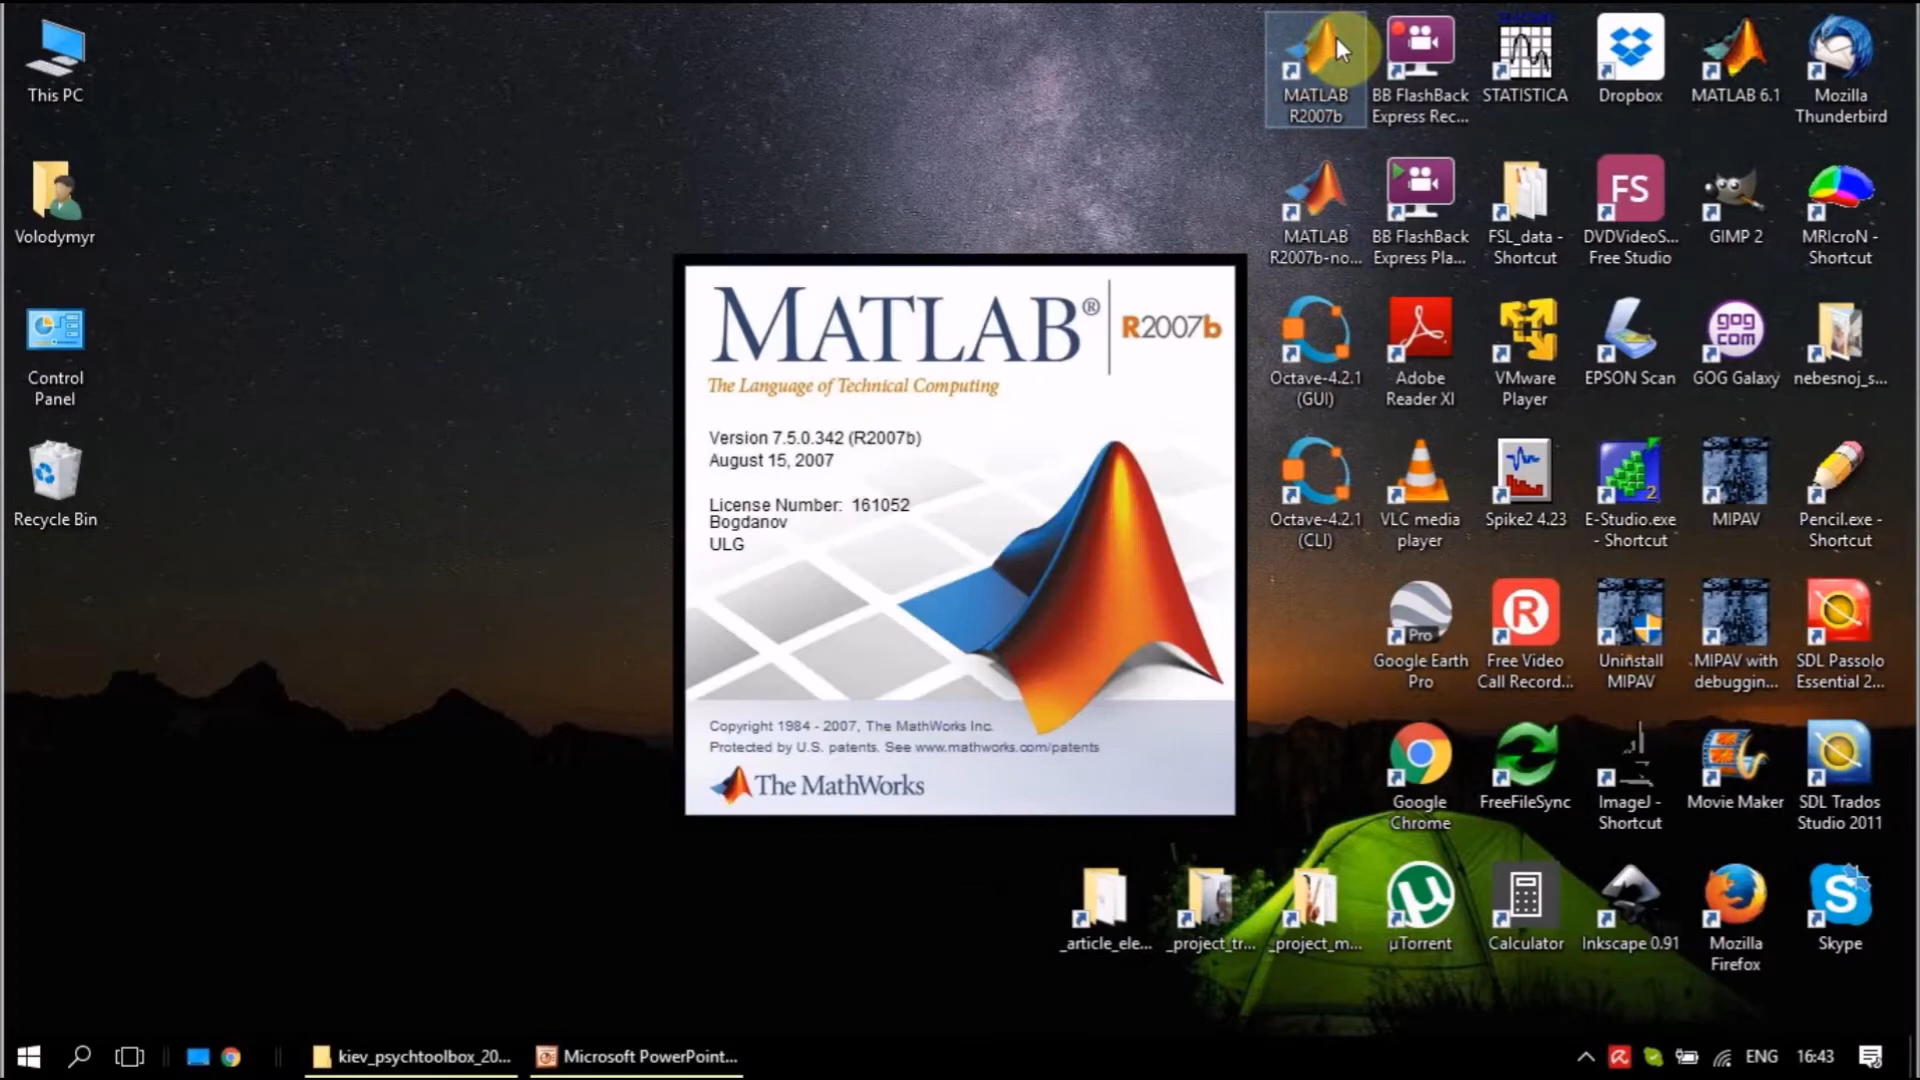 This PC
Volodymyr
Control
Panel
Recycle Bin
MATLAB® R2007b
The Language of Technical Computing
Version 7.5.0.342 (R2007b)
August 15, 2007
License Number: 161052
Bogdanov
ULG
Copyright 1984 - 2007, The MathWorks Inc.
Protected by U.S. patents. See www.mathworks.com/patents
The MathWorks
MATLAB
R2007b
BB FlashBack
Express Rec...
STATISTICA
Dropbox
MATLAB 6.1
Mozilla
Thunderbird
MATLAB
R2007b-no...
BB FlashBack
Express Pla...
FSL_data -
Shortcut
FS
DVDVideoS...
Free Studio
GIMP 2
MRIcroN -
Shortcut
Octave-4.2.1
(GUI)
Adobe
Reader XI
VMware
Player
EPSON Scan
gog
com
GOG Galaxy
nebesnoj_s...
Octave-4.2.1
(CLI)
VLC media
player
Spike2 4.23
2
E-Studio.exe
- Shortcut
MIPAV
Pencil.exe -
Shortcut
Pro
Google Earth
Pro
R
Free Video
Call Record...
Uninstall
MIPAV
MIPAV with
debuggin...
SDL Passolo
Essential 2...
Google
Chrome
FreeFileSync
ImageJ -
Shortcut
Movie Maker
SDL Trados
Studio 2011
_article_ele...
_project_tr...
_project_m...
µ
µTorrent
Calculator
Inkscape 0.91
Mozilla
Firefox
S
Skype
kiev_psychtoolbox_20...
Microsoft PowerPoint...
ENG
16:43